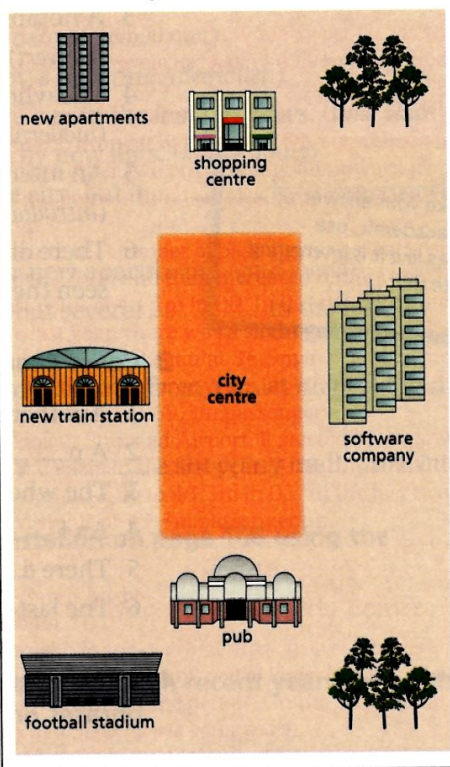 new apartments
shopping
centre
new train station
city
centre
software
company
pub
football stadium